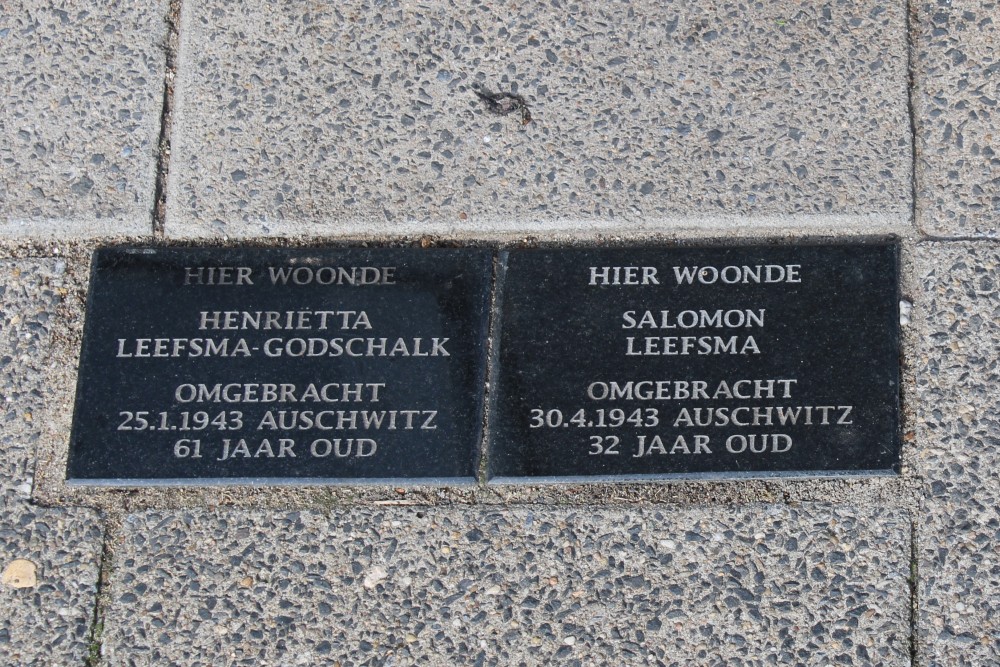 HIER WOONDE
HENRIËTTA
LEEFSMA-GODSCHALK
OMGEBRACHT
25.1.1943 AUSCHWITZ
61 JAAR OUD
HIER WOONDE
SALOMON
LEEFSMA
OMGEBRACHT
30.4.1943 AUSCHWITZ
32 JAAR OUD